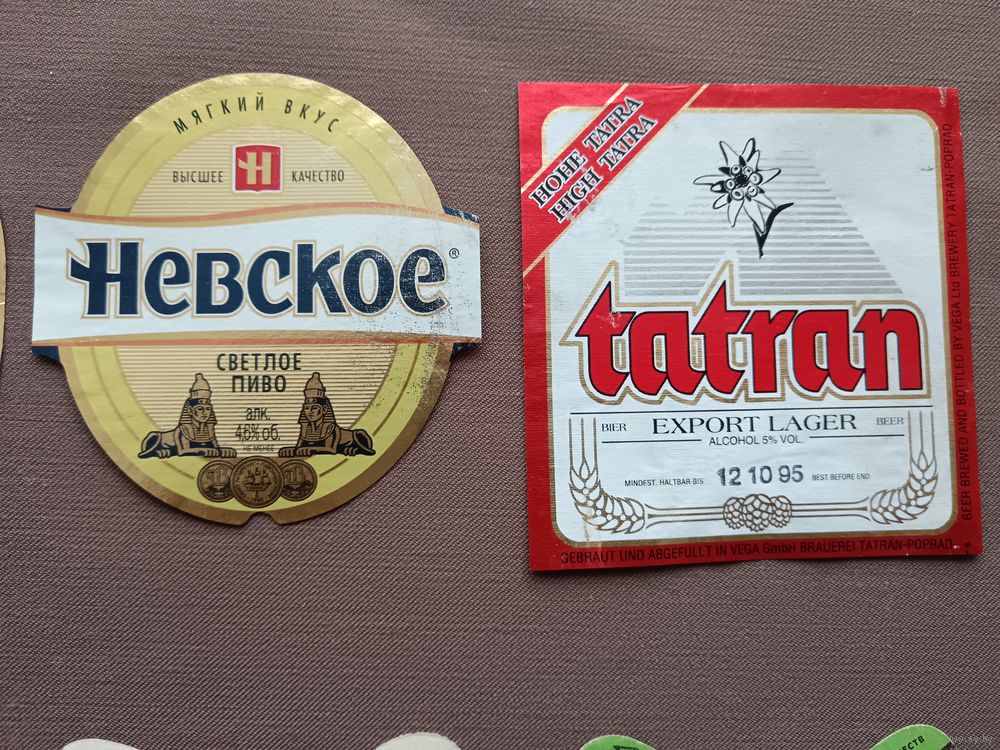 МЯГКИЙ ВКУС
Н
ВЫСШЕЕ КАЧЕСТВО
Невское®
СВЕТЛОЕ
ПИВО
алк.
4,6% об.
НЕ МЕНЕЕ
HOHE TATRA
HIGH TATRA
tatran
BIER EXPORT LAGER BEER
ALCOHOL 5% VOL.
MINDEST. HALTBAR BIS 12 10 95 BEST BEFORE END
GEBRAUT UND ABGEFÜLLT IN VEGA GmbH BRAUEREI TATRAN-POPRAD
BEER BREWED AND BOTTLED BY VEGA Ltd BREWERY TATRAN-POPRAD